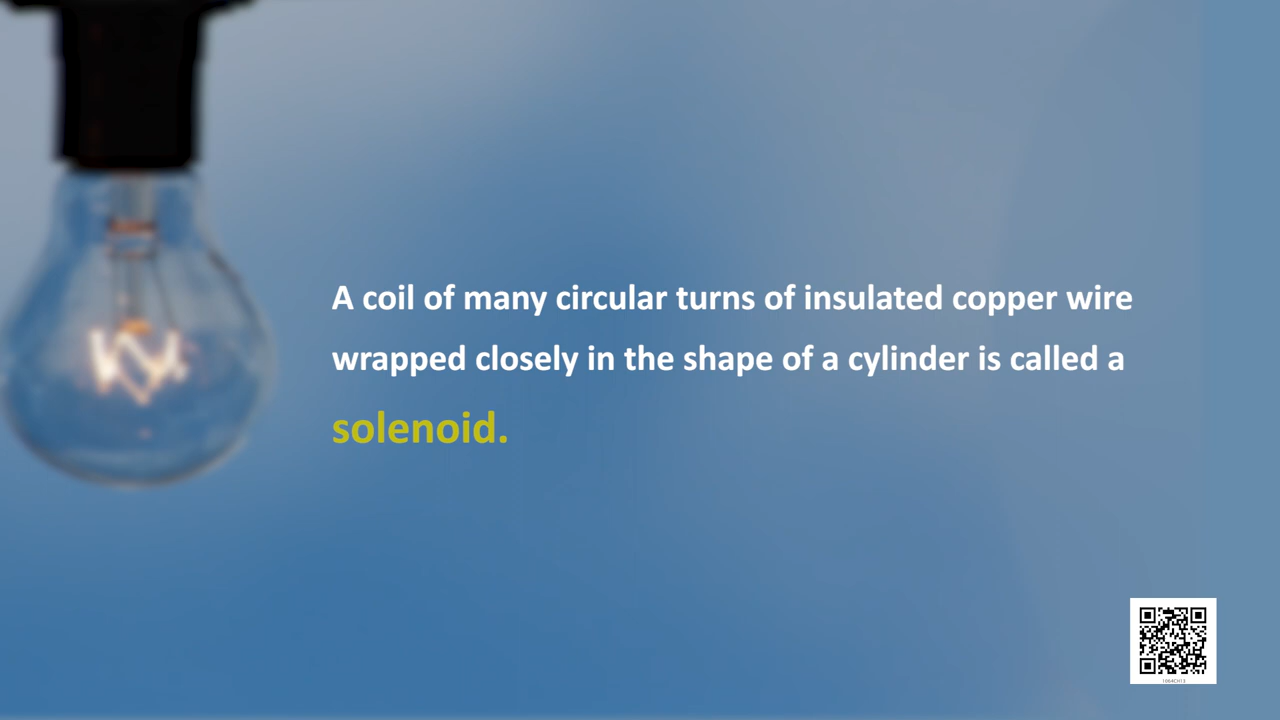 A coil of many circular turns of insulated copper wire
wrapped closely in the shape of a cylinder is called a
solenoid.
1064CH13